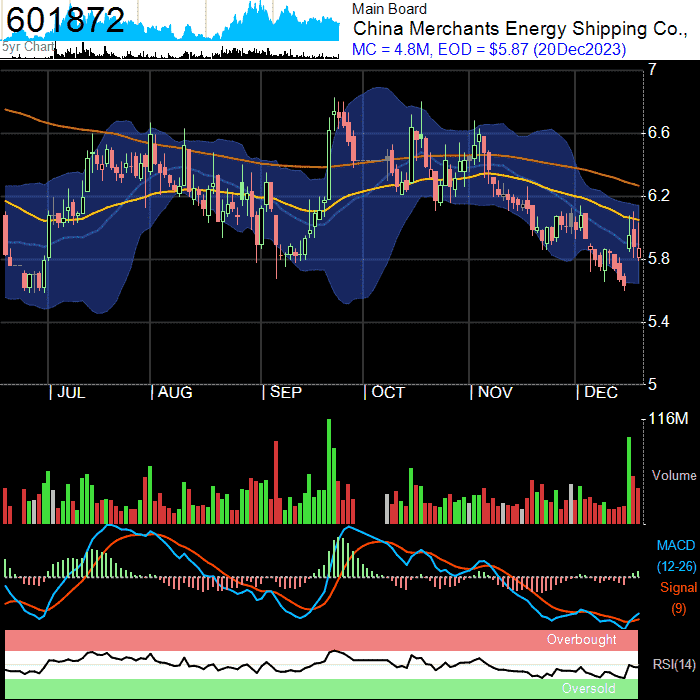 601872
5yr Chart
Main Board
China Merchants Energy Shipping Co.,
MC = 4.8M, EOD = $5.87 (20Dec2023)
7
6.6
6.2
5.8
5.4
5
| JUL | AUG | SEP | OCT | NOV | DEC
116M
Volume
MACD
(12-26)
Signal
(9)
Overbought
RSI(14)
Oversold